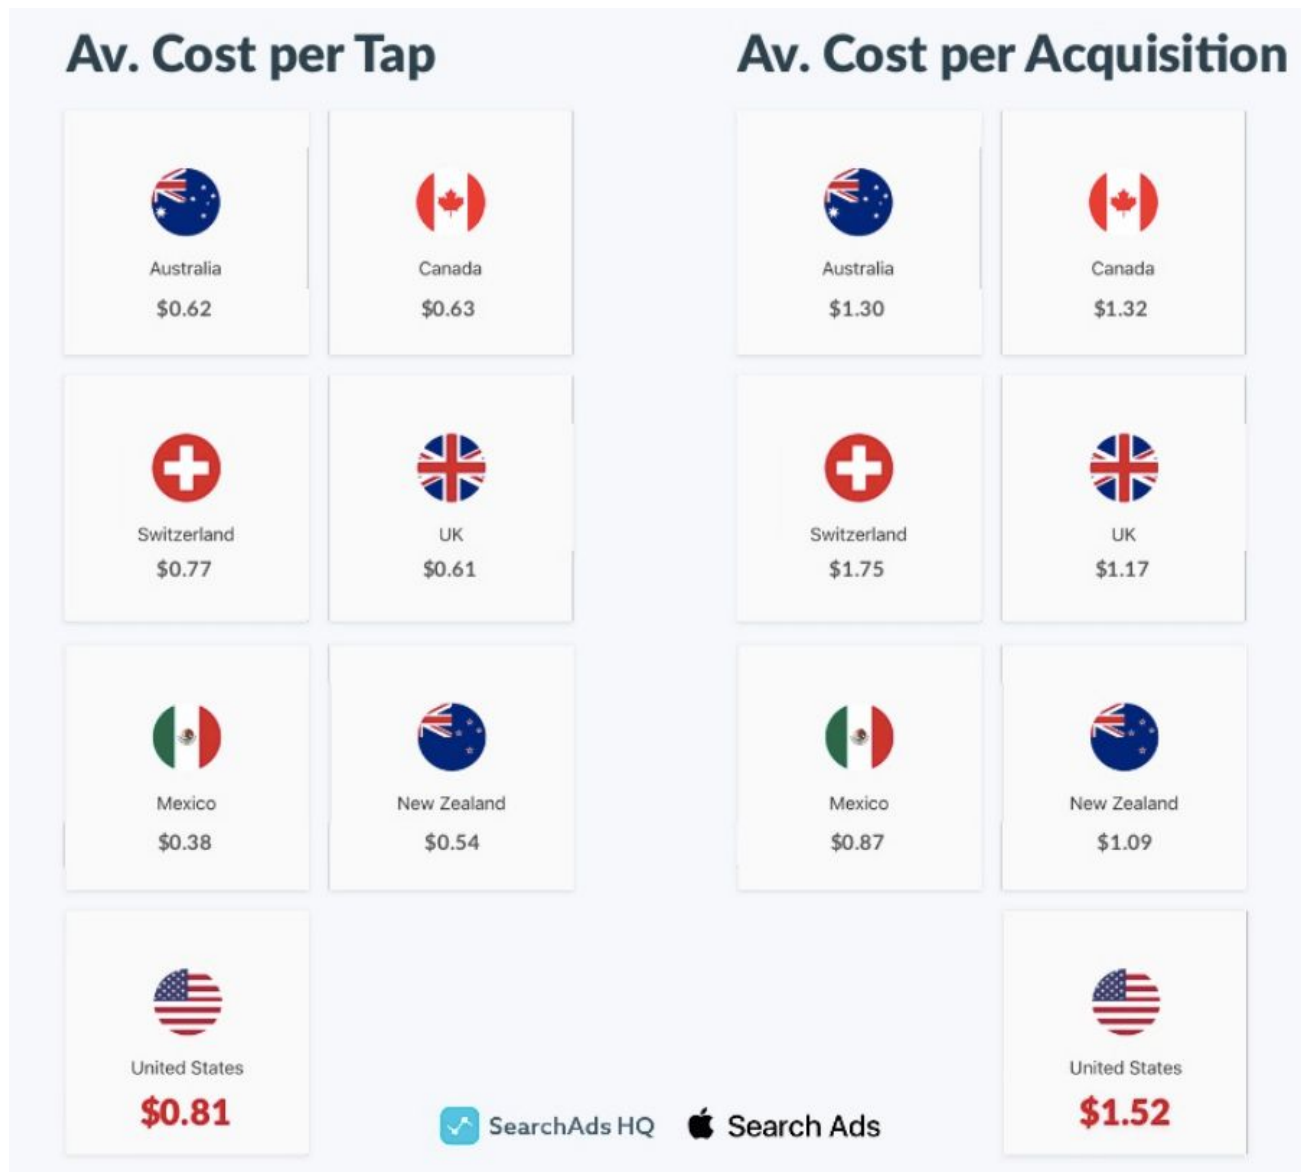 Av. Cost per Tap
Australia
$0.62
Canada
$0.63
Switzerland
$0.77
UK
$0.61
Mexico
$0.38
New Zealand
$0.54
United States
$0.81
Av. Cost per Acquisition
Australia
$1.30
Canada
$1.32
Switzerland
$1.75
UK
$1.17
Mexico
$0.87
New Zealand
$1.09
United States
$1.52
SearchAds HQ
Search Ads